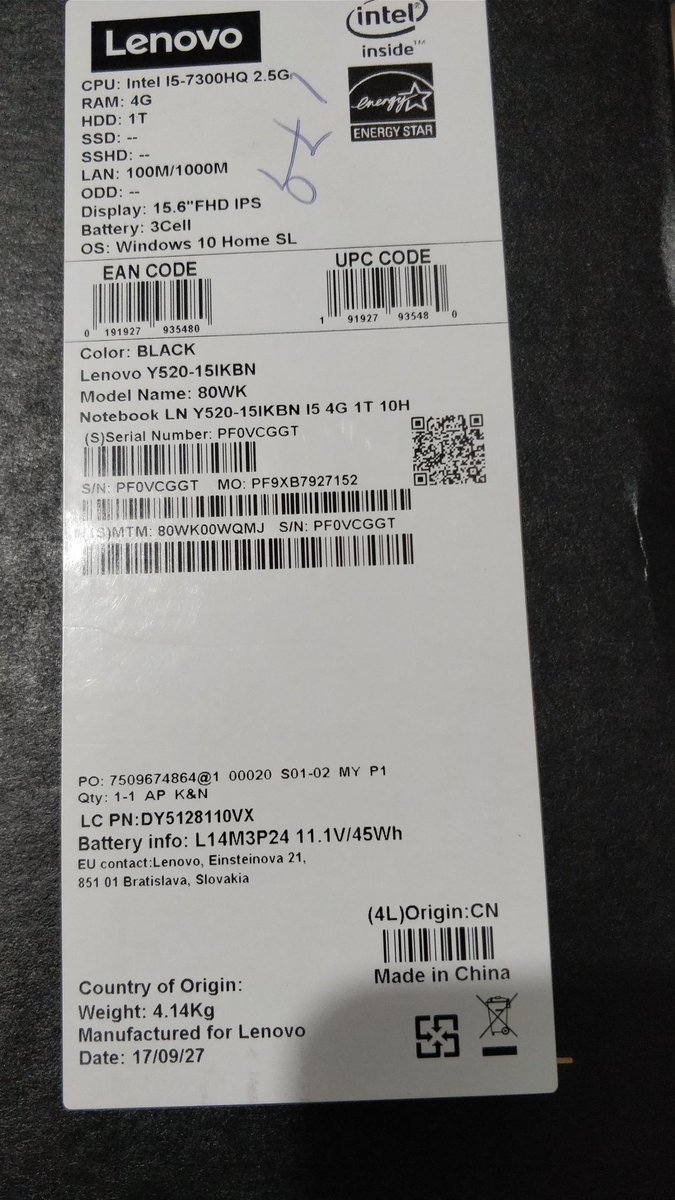 Lenovo
intel
inside™
CPU: Intel I5-7300HQ 2.5G
RAM: 4G
HDD: 1T
SSD: --
SSHD: --
LAN: 100M/1000M
ODD: --
Display: 15.6"FHD IPS
Battery: 3Cell
OS: Windows 10 Home SL
energy
ENERGY STAR
EAN CODE
0 191927 935480
UPC CODE
1 91927 93548 0
Color: BLACK
Lenovo Y520-15IKBN
Model Name: 80WK
Notebook LN Y520-15IKBN I5 4G 1T 10H
(S)Serial Number: PF0VCGGT
S/N: PF0VCGGT MO: PF9XB7927152
(1S)MTM: 80WK00WQMJ S/N: PF0VCGGT
PO: 7509674864@1 00020 S01-02 MY P1
Qty: 1-1 AP K&N
LC PN:DY5128110VX
Battery info: L14M3P24 11.1V/45Wh
EU contact:Lenovo, Einsteinova 21,
851 01 Bratislava, Slovakia
(4L)Origin:CN
Made in China
Country of Origin:
Weight: 4.14Kg
Manufactured for Lenovo
Date: 17/09/27